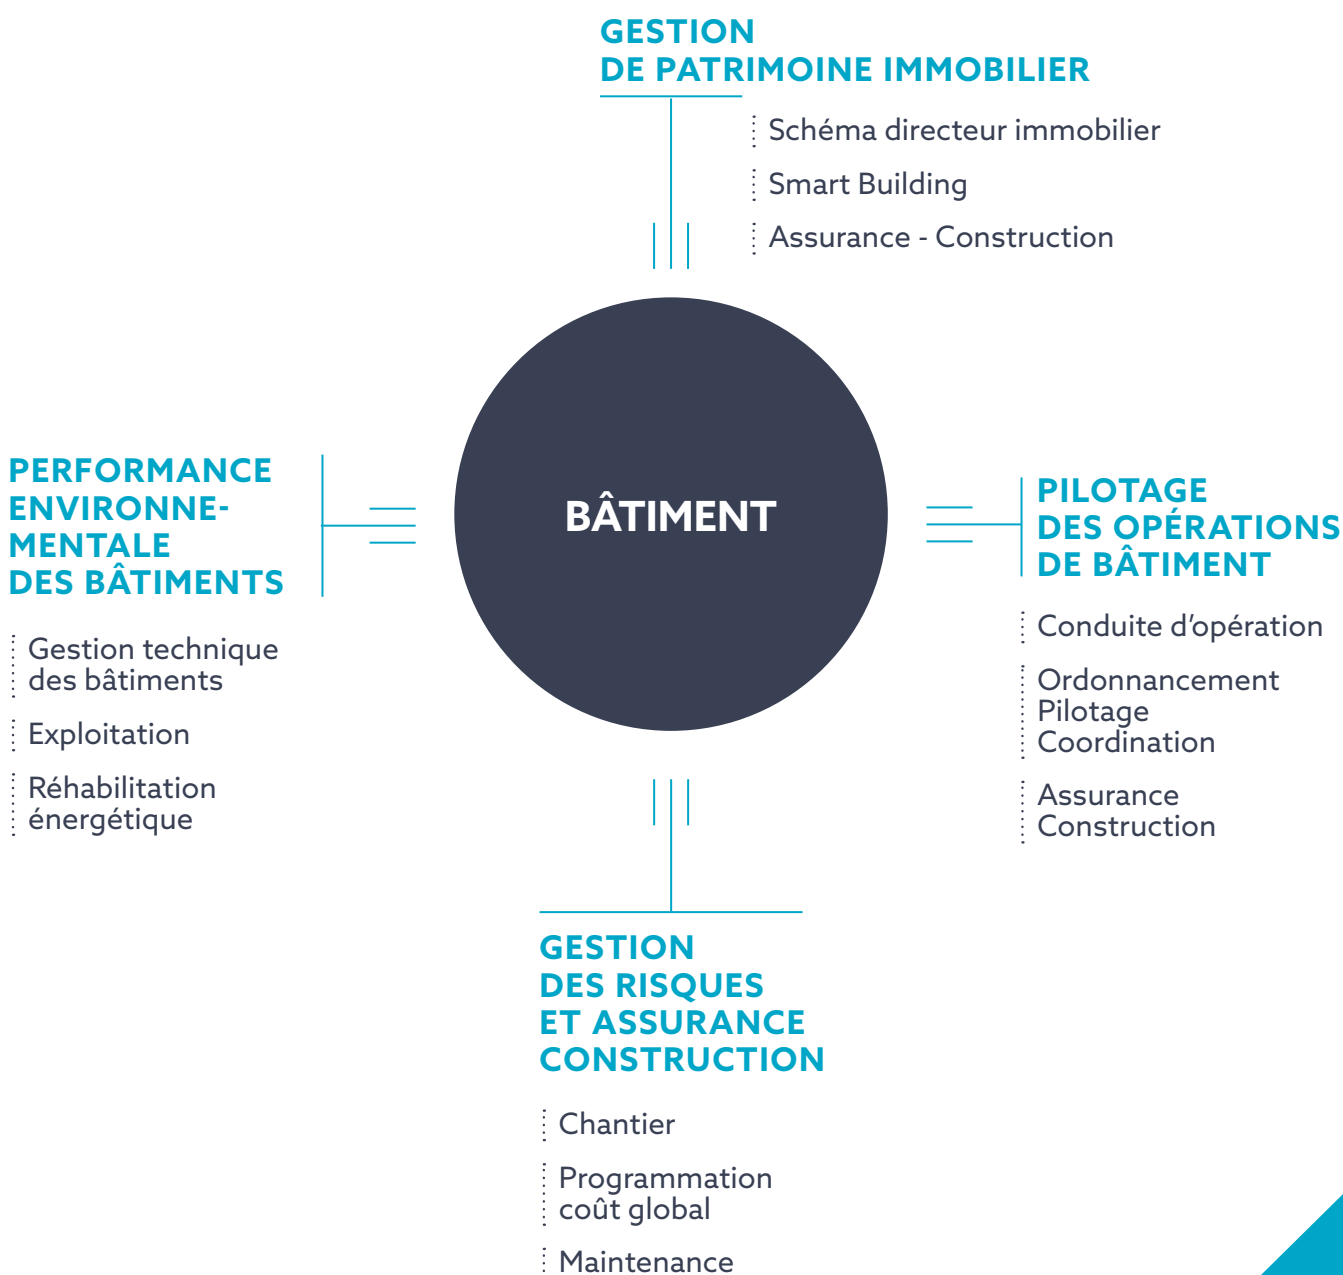 GESTION
DE PATRIMOINE IMMOBILIER
Schéma directeur immobilier
Smart Building
Assurance - Construction
PERFORMANCE
ENVIRONNE-
MENTALE
DES BÂTIMENTS
Gestion technique
des bâtiments
Exploitation
Réhabilitation
énergétique
BÂTIMENT
PILOTAGE
DES OPÉRATIONS
DE BÂTIMENT
Conduite d’opération
Ordonnancement
Pilotage
Coordination
Assurance
Construction
GESTION
DES RISQUES
ET ASSURANCE
CONSTRUCTION
Chantier
Programmation
coût global
Maintenance